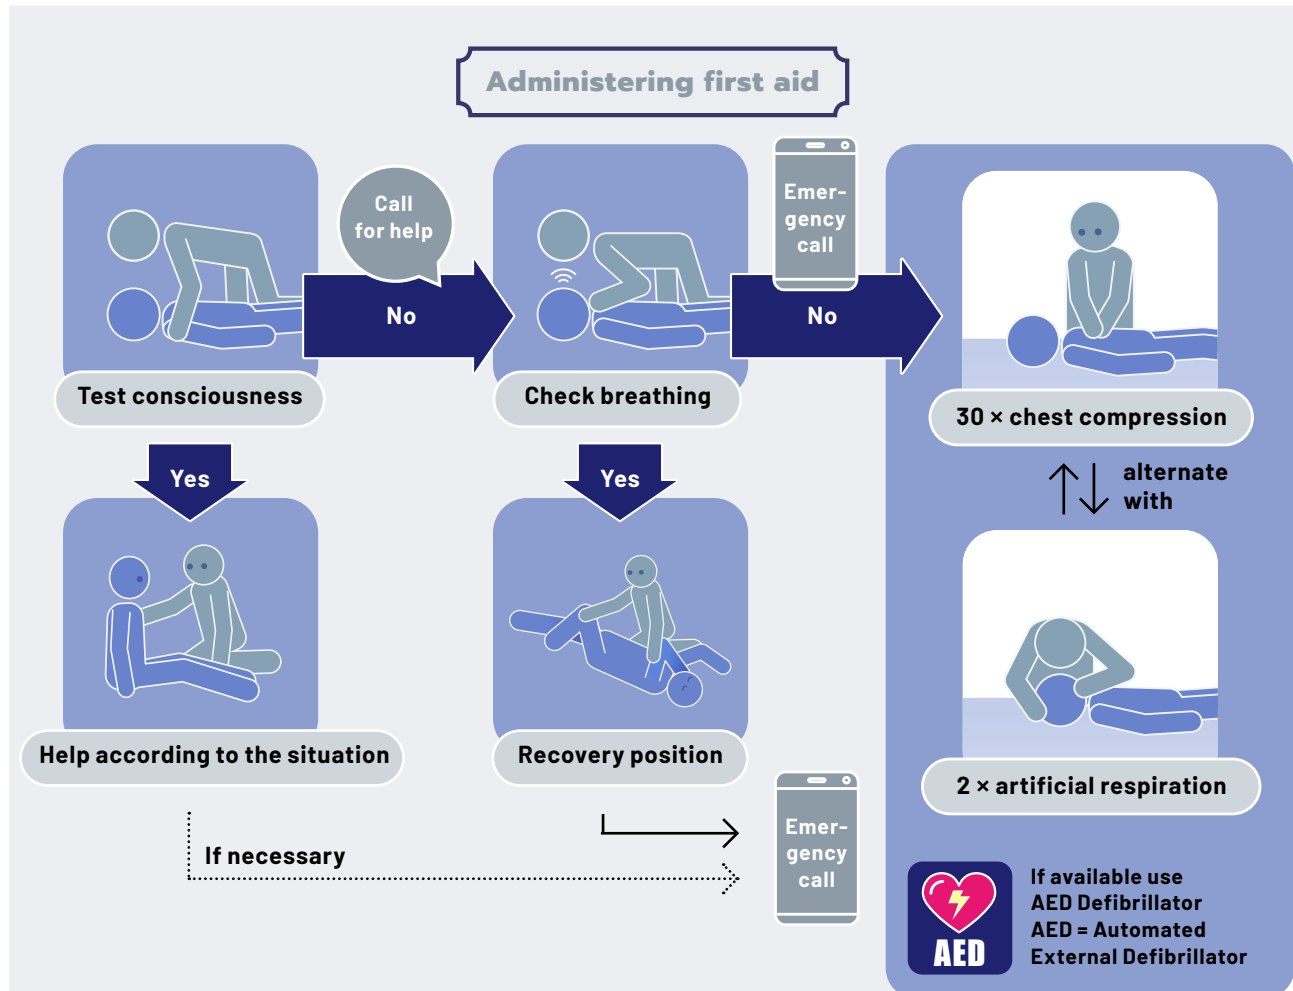 Administering first aid
Call
for help
No
Emer-
gency
call
No
Test consciousness
Check breathing
30 × chest compression
Yes
Yes
alternate
with
Help according to the situation
Recovery position
2 × artificial respiration
If necessary
Emer-
gency
call
AED
If available use
AED Defibrillator
AED = Automated
External Defibrillator